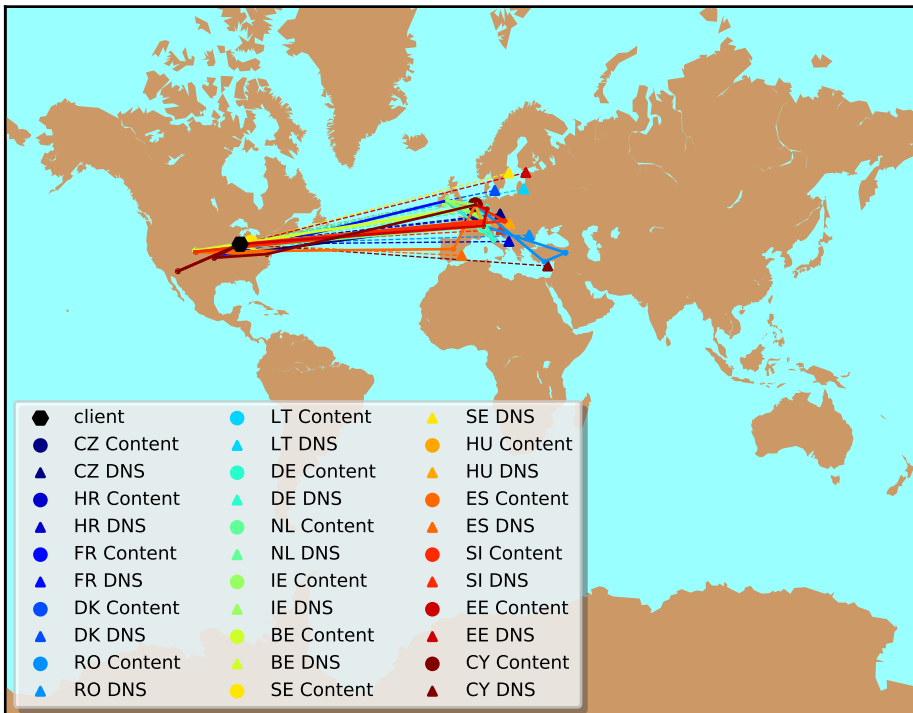 client
CZ Content
CZ DNS
HR Content
HR DNS
FR Content
FR DNS
DK Content
DK DNS
RO Content
RO DNS
LT Content
LT DNS
DE Content
DE DNS
NL Content
NL DNS
IE Content
IE DNS
BE Content
BE DNS
SE Content
SE DNS
HU Content
HU DNS
ES Content
ES DNS
SI Content
SI DNS
EE Content
EE DNS
CY Content
CY DNS